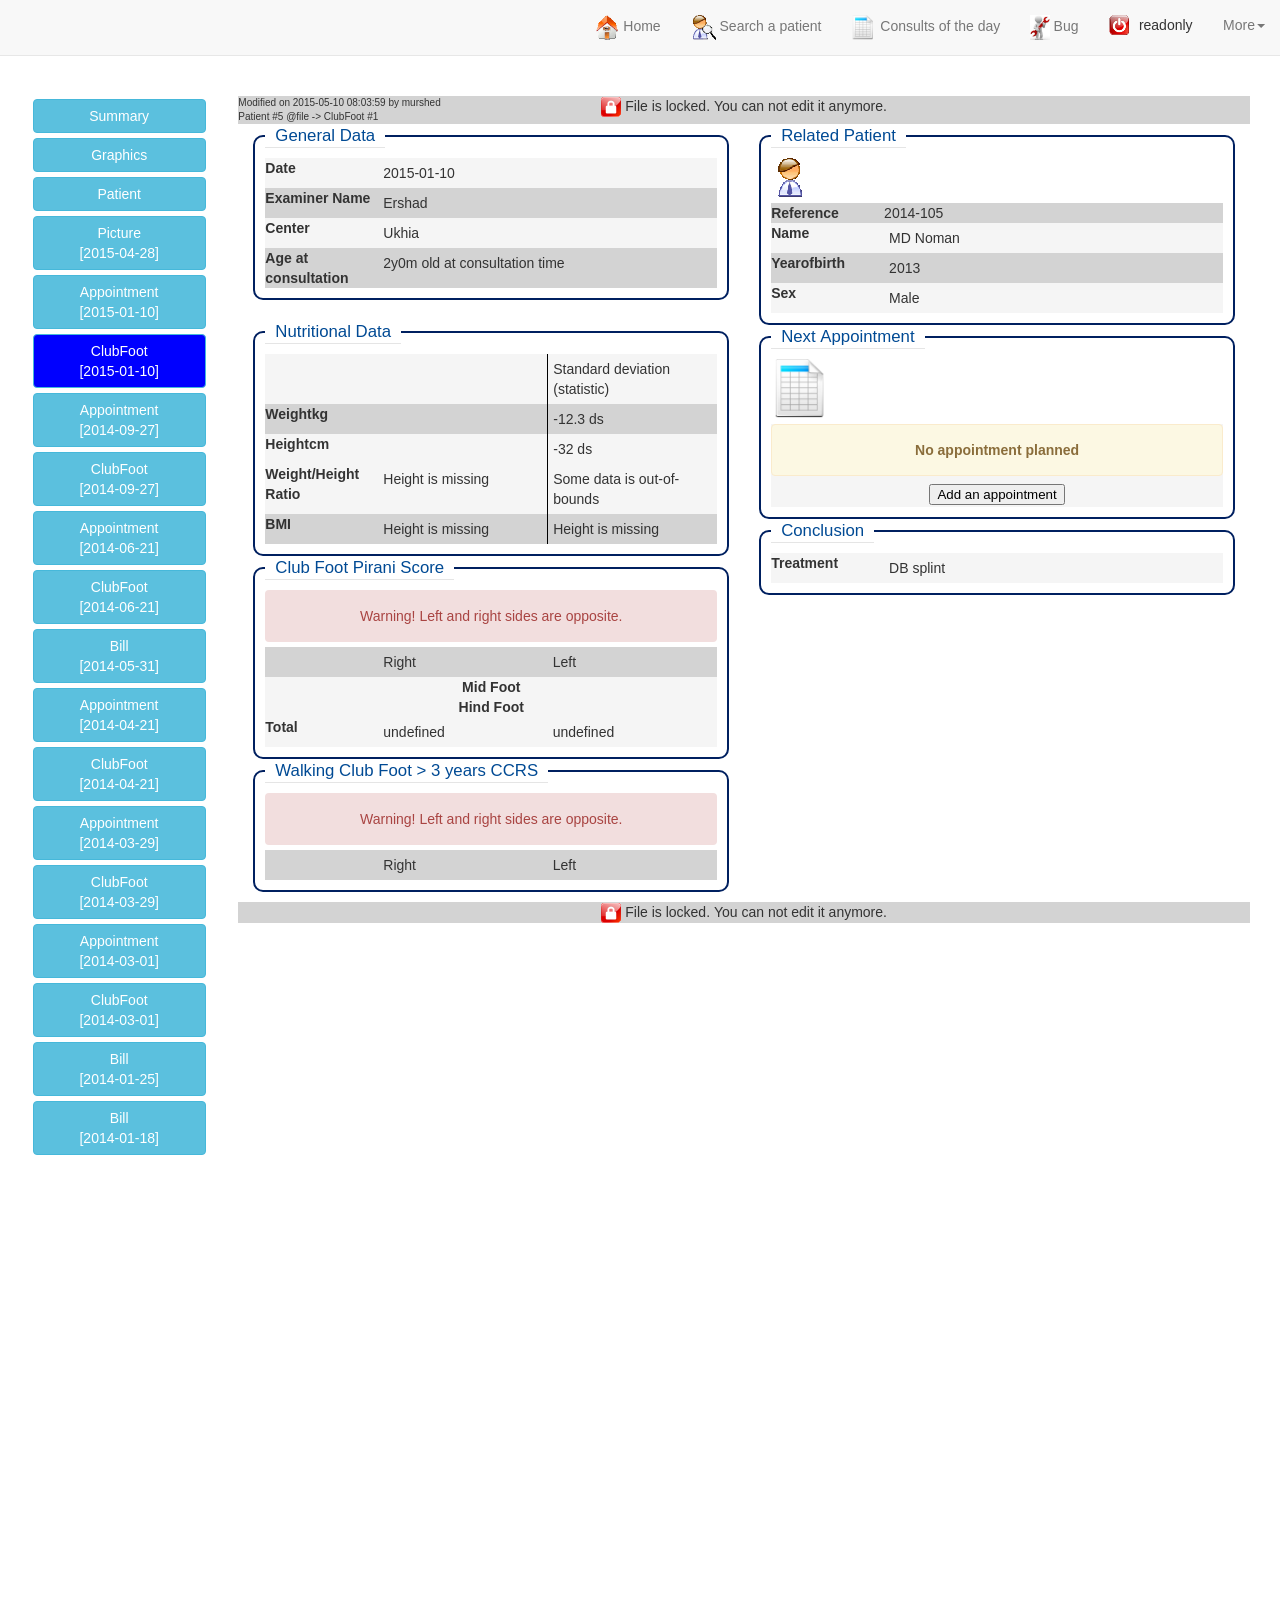 Home Search a patient Consults of the day Bug readonly More
Summary
Graphics
Patient
Picture
[2015-04-28]
Appointment
[2015-01-10]
ClubFoot
[2015-01-10]
Appointment
[2014-09-27]
ClubFoot
[2014-09-27]
Appointment
[2014-06-21]
ClubFoot
[2014-06-21]
Bill
[2014-05-31]
Appointment
[2014-04-21]
ClubFoot
[2014-04-21]
Appointment
[2014-03-29]
ClubFoot
[2014-03-29]
Appointment
[2014-03-01]
ClubFoot
[2014-03-01]
Bill
[2014-01-25]
Bill
[2014-01-18]
Modified on 2015-05-10 08:03:59 by murshed
Patient #5 @file -> ClubFoot #1
File is locked. You can not edit it anymore.
General Data
Date 2015-01-10
Examiner Name Ershad
Center Ukhia
Age at
consultation
2y0m old at consultation time
Nutritional Data
Standard deviation
(statistic)
Weightkg -12.3 ds
Heightcm -32 ds
Weight/Height
Ratio
Height is missing
Some data is out-of-
bounds
BMI Height is missing Height is missing
Club Foot Pirani Score
Warning! Left and right sides are opposite.
Right Left
Mid Foot
Hind Foot
Total undefined undefined
Walking Club Foot > 3 years CCRS
Warning! Left and right sides are opposite.
Right Left
Related Patient
Reference 2014-105
Name MD Noman
Yearofbirth 2013
Sex Male
Next Appointment
No appointment planned
Add an appointment
Conclusion
Treatment DB splint
File is locked. You can not edit it anymore.